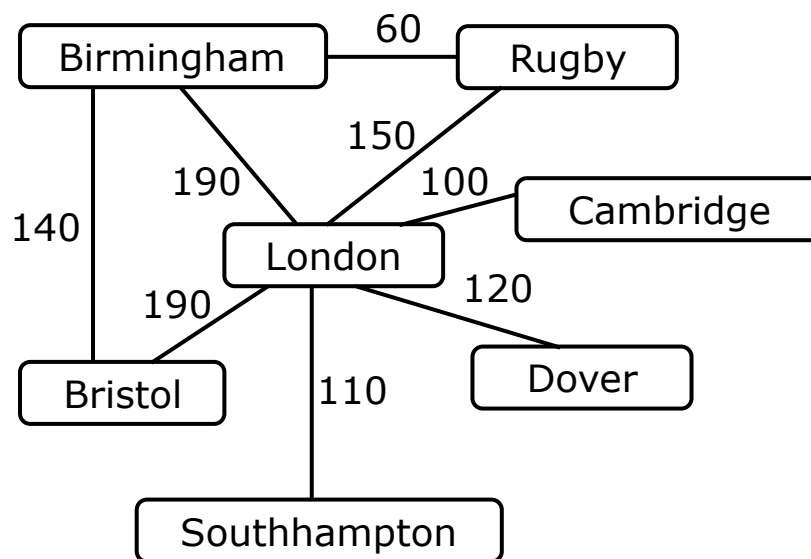 60
Birmingham
Rugby
150
190
100
Cambridge
140
London
190
120
Bristol
110
Dover
Southhampton